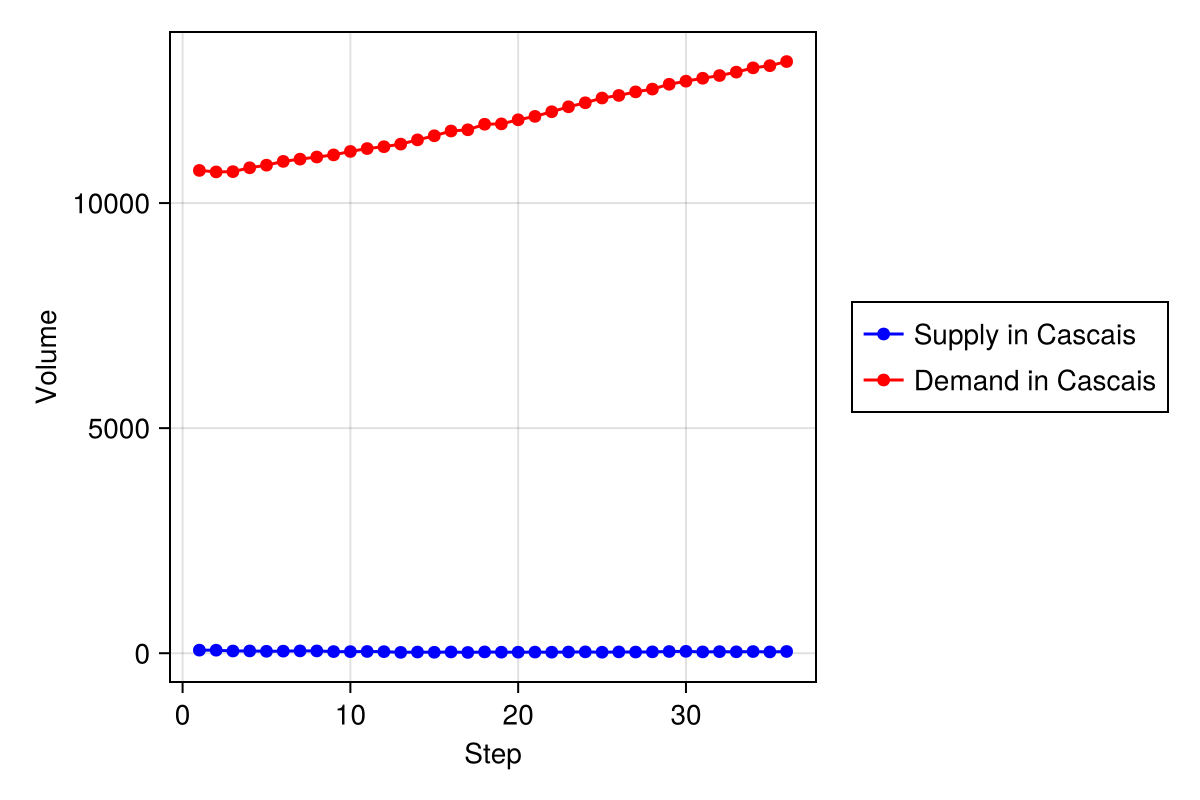 10000
5000
0
Volume
0 10 20 30
Step
Supply in Cascais
Demand in Cascais